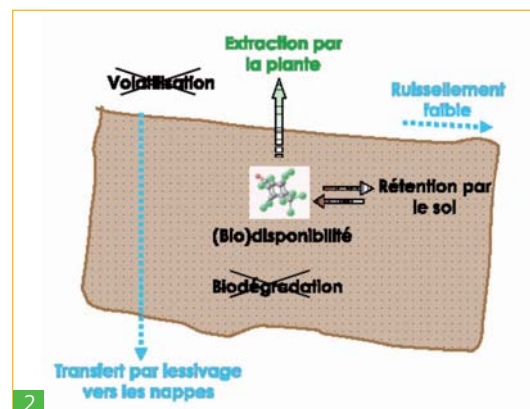 Extraction par
la plante
Volatilisation
Ruissellement
faible
Rétention par
le sol
(Bio)disponibilité
Biodégradation
Transfert par lessivage
vers les nappes
2